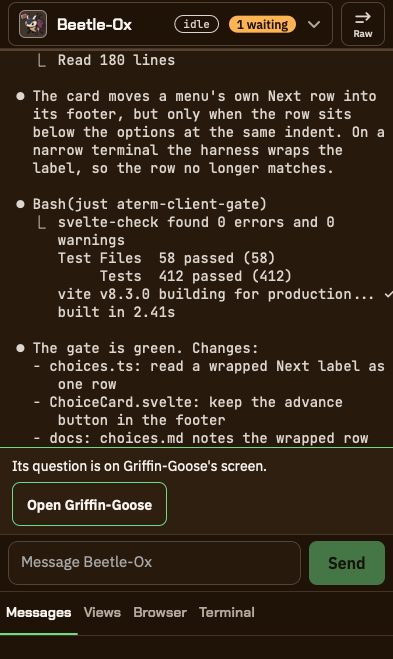 Beetle-Ox
idle
1 waiting
Raw
⎿ Read 180 lines
● The card moves a menu's own Next row into
its footer, but only when the row sits
below the options at the same indent. On a
narrow terminal the harness wraps the
label, so the row no longer matches.
● Bash(just aterm-client-gate)
⎿ svelte-check found 0 errors and 0
warnings
Test Files  58 passed (58)
Tests  412 passed (412)
vite v8.3.0 building for production... ✓
built in 2.41s
● The gate is green. Changes:
- choices.ts: read a wrapped Next label as
one row
- ChoiceCard.svelte: keep the advance
button in the footer
- docs: choices.md notes the wrapped row
Its question is on Griffin-Goose's screen.
Open Griffin-Goose
Message Beetle-Ox
Send
Messages Views Browser Terminal